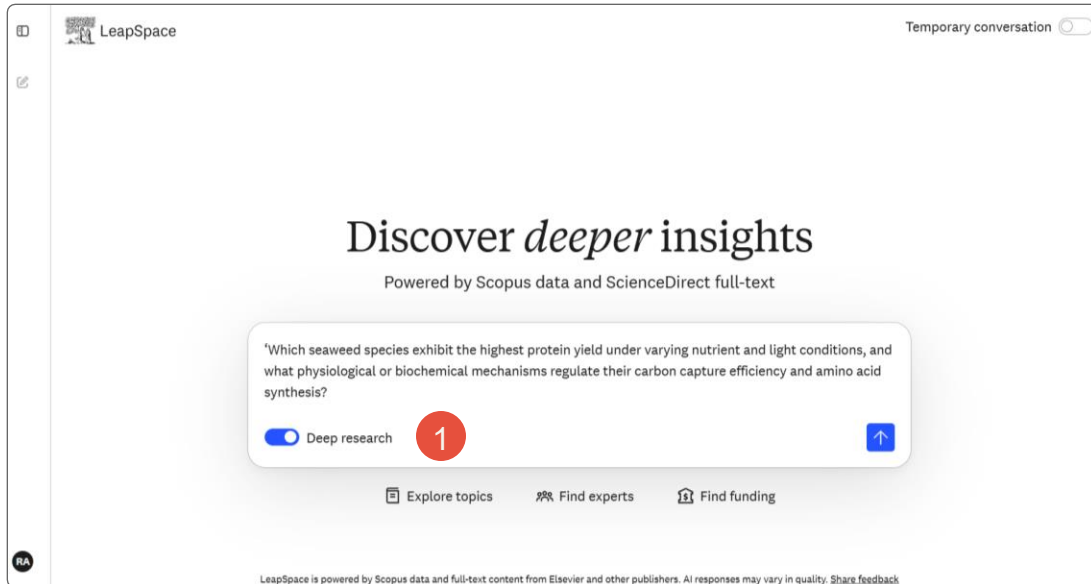 LeapSpace
Temporary conversation
Discover deeper insights
Powered by Scopus data and ScienceDirect full-text
‘Which seaweed species exhibit the highest protein yield under varying nutrient and light conditions, and
what physiological or biochemical mechanisms regulate their carbon capture efficiency and amino acid
synthesis?
Deep research
1
Explore topics
Find experts
Find funding
RA
LeapSpace is powered by Scopus data and full-text content from Elsevier and other publishers. AI responses may vary in quality. Share feedback